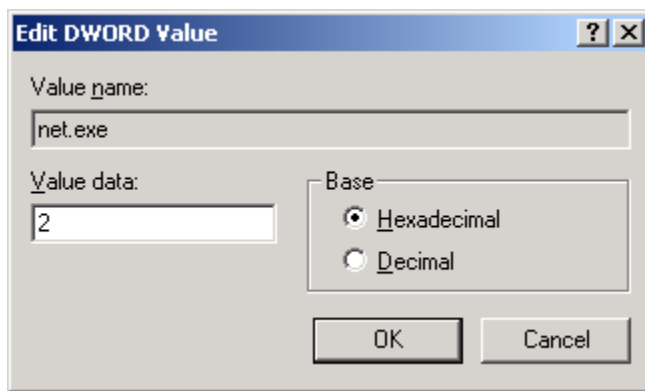 Edit DWORD Value
Value name:
net.exe
Value data:
2
Base
Hexadecimal
Decimal
OK
Cancel